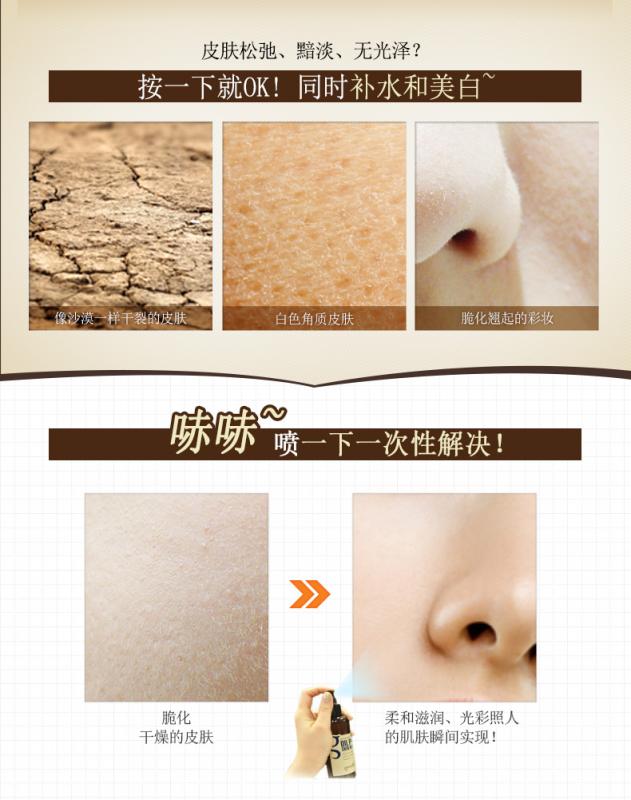 皮肤松弛、黯淡、无光泽？
按一下就OK! 同时补水和美白~
像沙漠一样干裂的皮肤
白色角质皮肤
脆化翘起的彩妆
哧哧~ 喷一下一次性解决！
脆化
干燥的皮肤
柔和滋润、光彩照人
的肌肤瞬间实现！